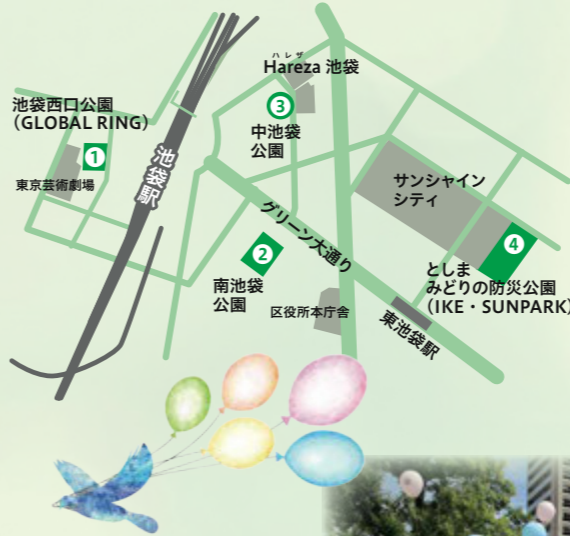 ハレザ
Hareza 池袋
池袋西口公園
（GLOBAL RING）
1
東京芸術劇場
池袋駅
3
中池袋
公園
サンシャイン
シティ
グリーン大通り
2
南池袋
公園
4
としま
みどりの防災公園
（IKE・SUNPARK）
区役所本庁舎
東池袋駅